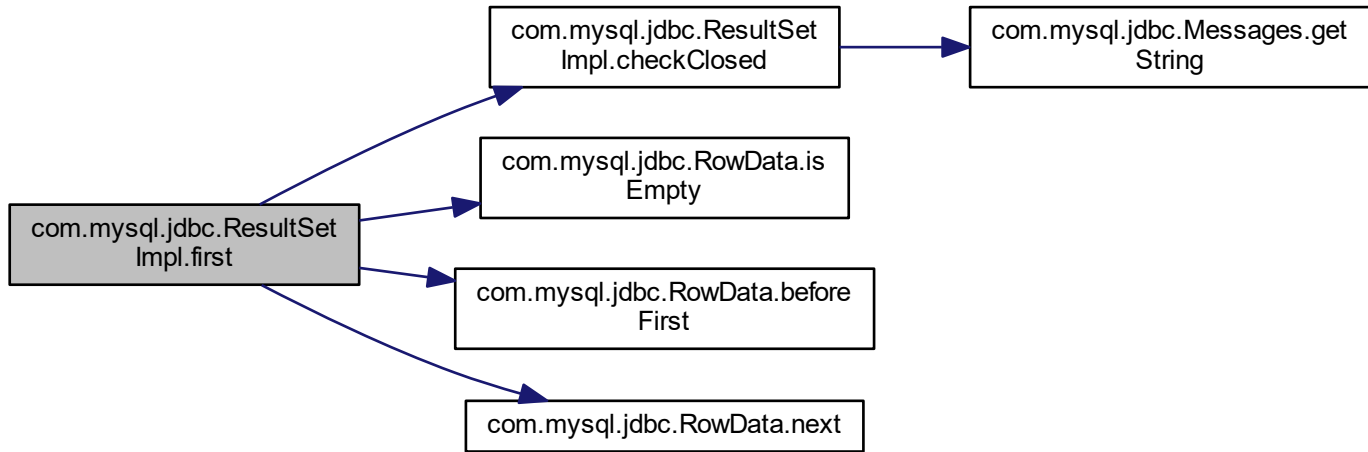 com.mysql.jdbc.ResultSet
Impl.first
com.mysql.jdbc.ResultSet
Impl.checkClosed
com.mysql.jdbc.Messages.get
String
com.mysql.jdbc.RowData.is
Empty
com.mysql.jdbc.RowData.before
First
com.mysql.jdbc.RowData.next